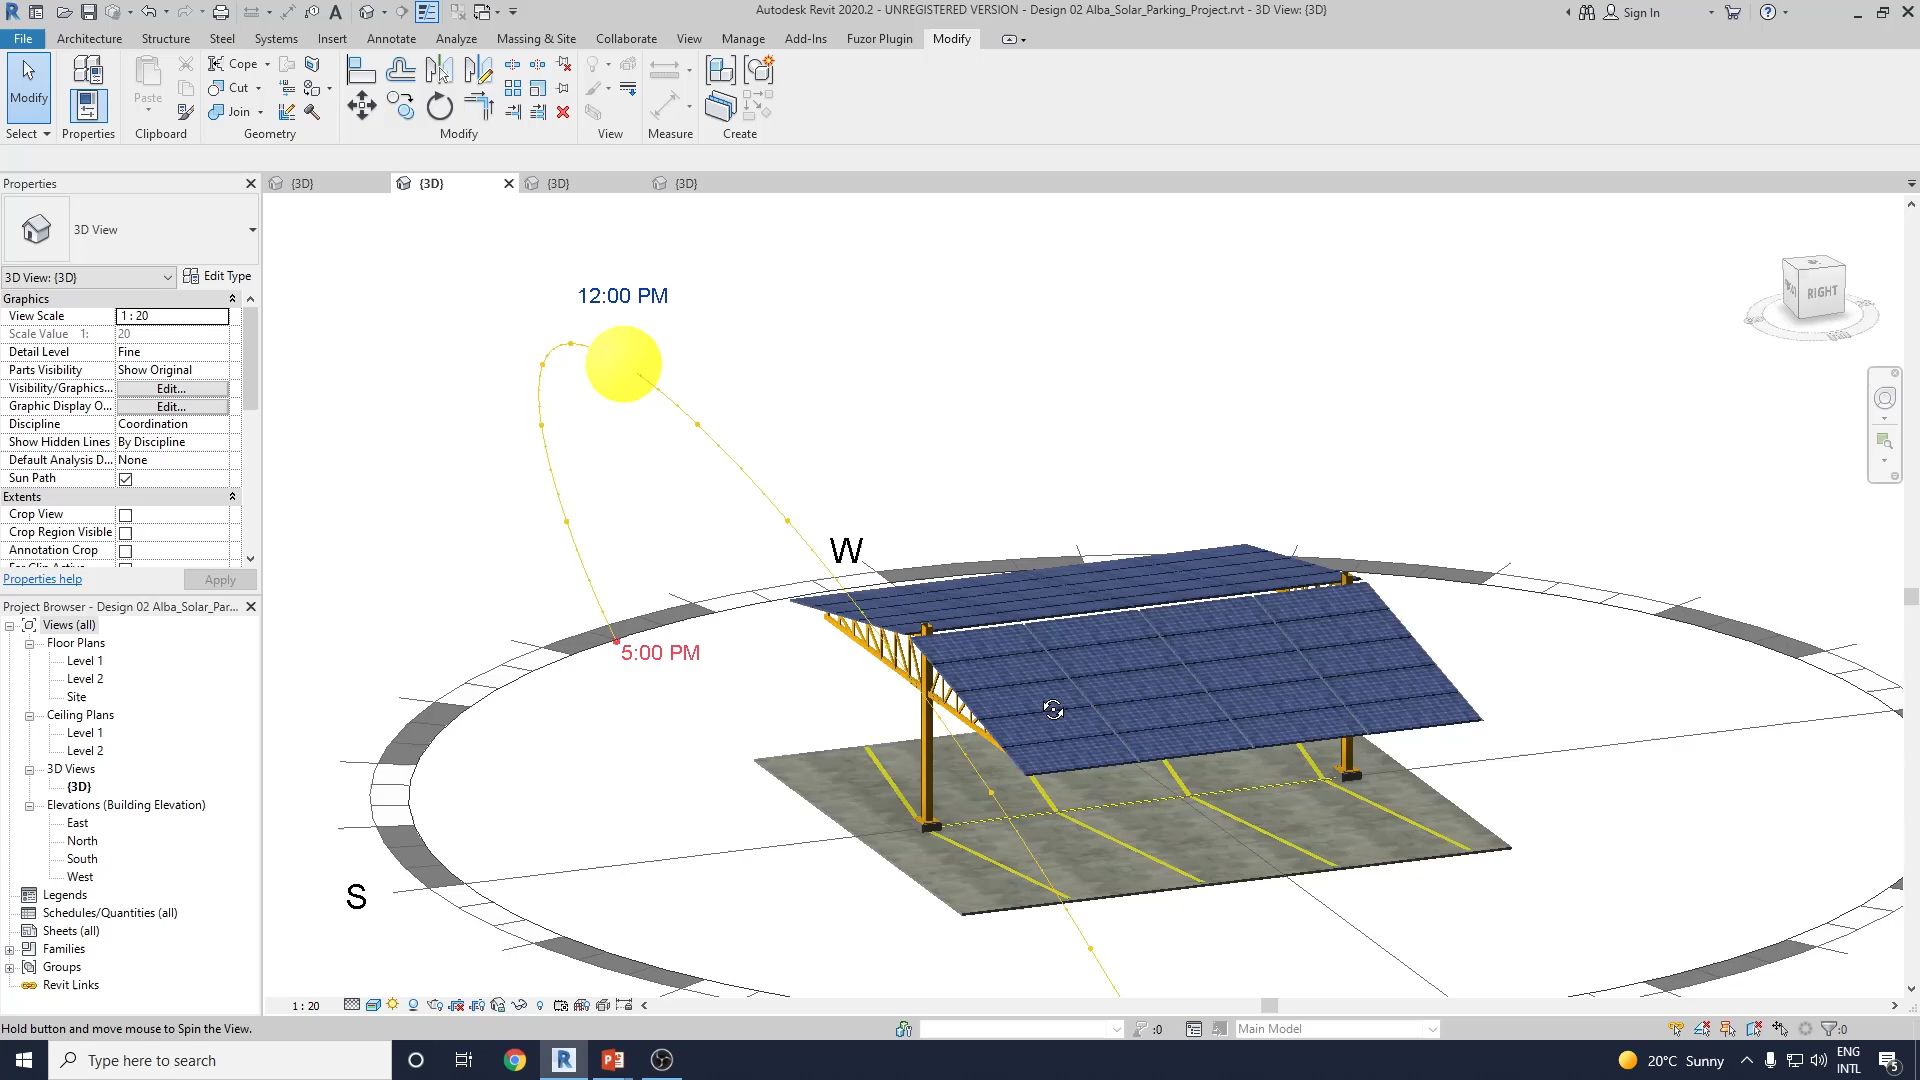 Autodesk Revit 2020.2 - UNREGISTERED VERSION - Design 02 Alba_Solar_Parking_Project.rvt - 3D View: {3D}
Sign In
File
Architecture
Structure
Steel
Systems
Insert
Annotate
Analyze
Massing & Site
Collaborate
View
Manage
Add-Ins
Fuzor Plugin
Modify
Modify
Paste
Cope
Cut
Join
Select
Properties
Clipboard
Geometry
Modify
View
Measure
Create
Properties
{3D}
{3D}
{3D}
{3D}
3D View
3D View: {3D}
Edit Type
Graphics
View Scale
1 : 20
Scale Value 1:
20
Detail Level
Fine
Parts Visibility
Show Original
Visibility/Graphics...
Edit...
Graphic Display O...
Edit...
Discipline
Coordination
Show Hidden Lines
By Discipline
Default Analysis D...
None
Sun Path
Extents
Crop View
Crop Region Visible
Annotation Crop
Properties help
Apply
Project Browser - Design 02 Alba_Solar_Par...
Views (all)
Floor Plans
Level 1
Level 2
Site
Ceiling Plans
Level 1
Level 2
3D Views
{3D}
Elevations (Building Elevation)
East
North
South
West
Legends
Schedules/Quantities (all)
Sheets (all)
Families
Groups
Revit Links
12:00 PM
5:00 PM
W
S
RIGHT
1 : 20
Hold button and move mouse to Spin the View.
:0
Main Model
:0
Type here to search
20°C Sunny
ENG
INTL
5